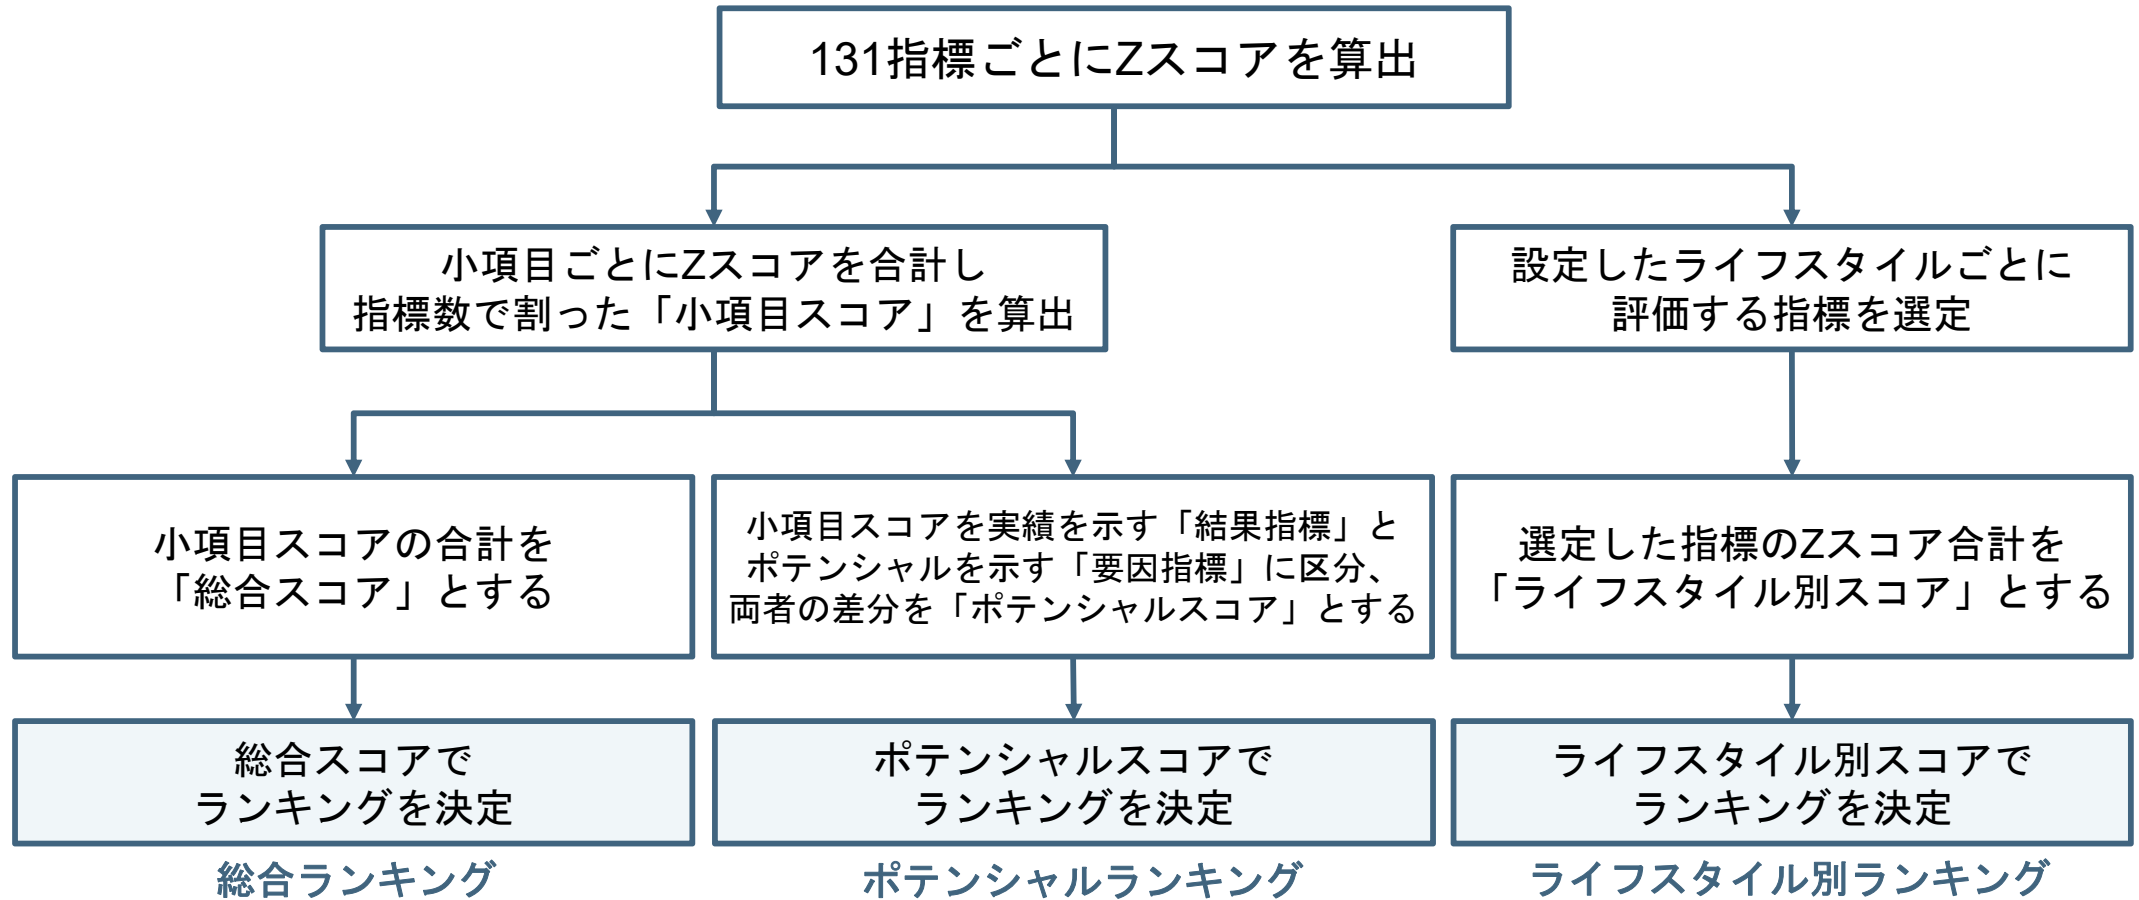 131指標ごとにZスコアを算出
小項目ごとにZスコアを合計し
指標数で割った「小項目スコア」を算出
設定したライフスタイルごとに
評価する指標を選定
小項目スコアの合計を
「総合スコア」とする
小項目スコアを実績を示す「結果指標」と
ポテンシャルを示す「要因指標」に区分、
両者の差分を「ポテンシャルスコア」とする
選定した指標のZスコア合計を
「ライフスタイル別スコア」とする
総合スコアで
ランキングを決定
ポテンシャルスコアで
ランキングを決定
ライフスタイル別スコアで
ランキングを決定
総合ランキング
ポテンシャルランキング
ライフスタイル別ランキング